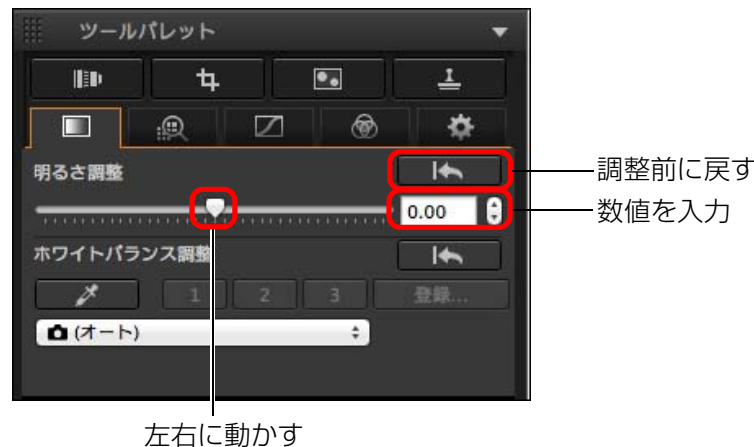 ツールパレット
明るさ調整
調整前に戻す
0.00
数値を入力
ホワイトバランス調整
1 2 3 登録...
(オート)
左右に動かす